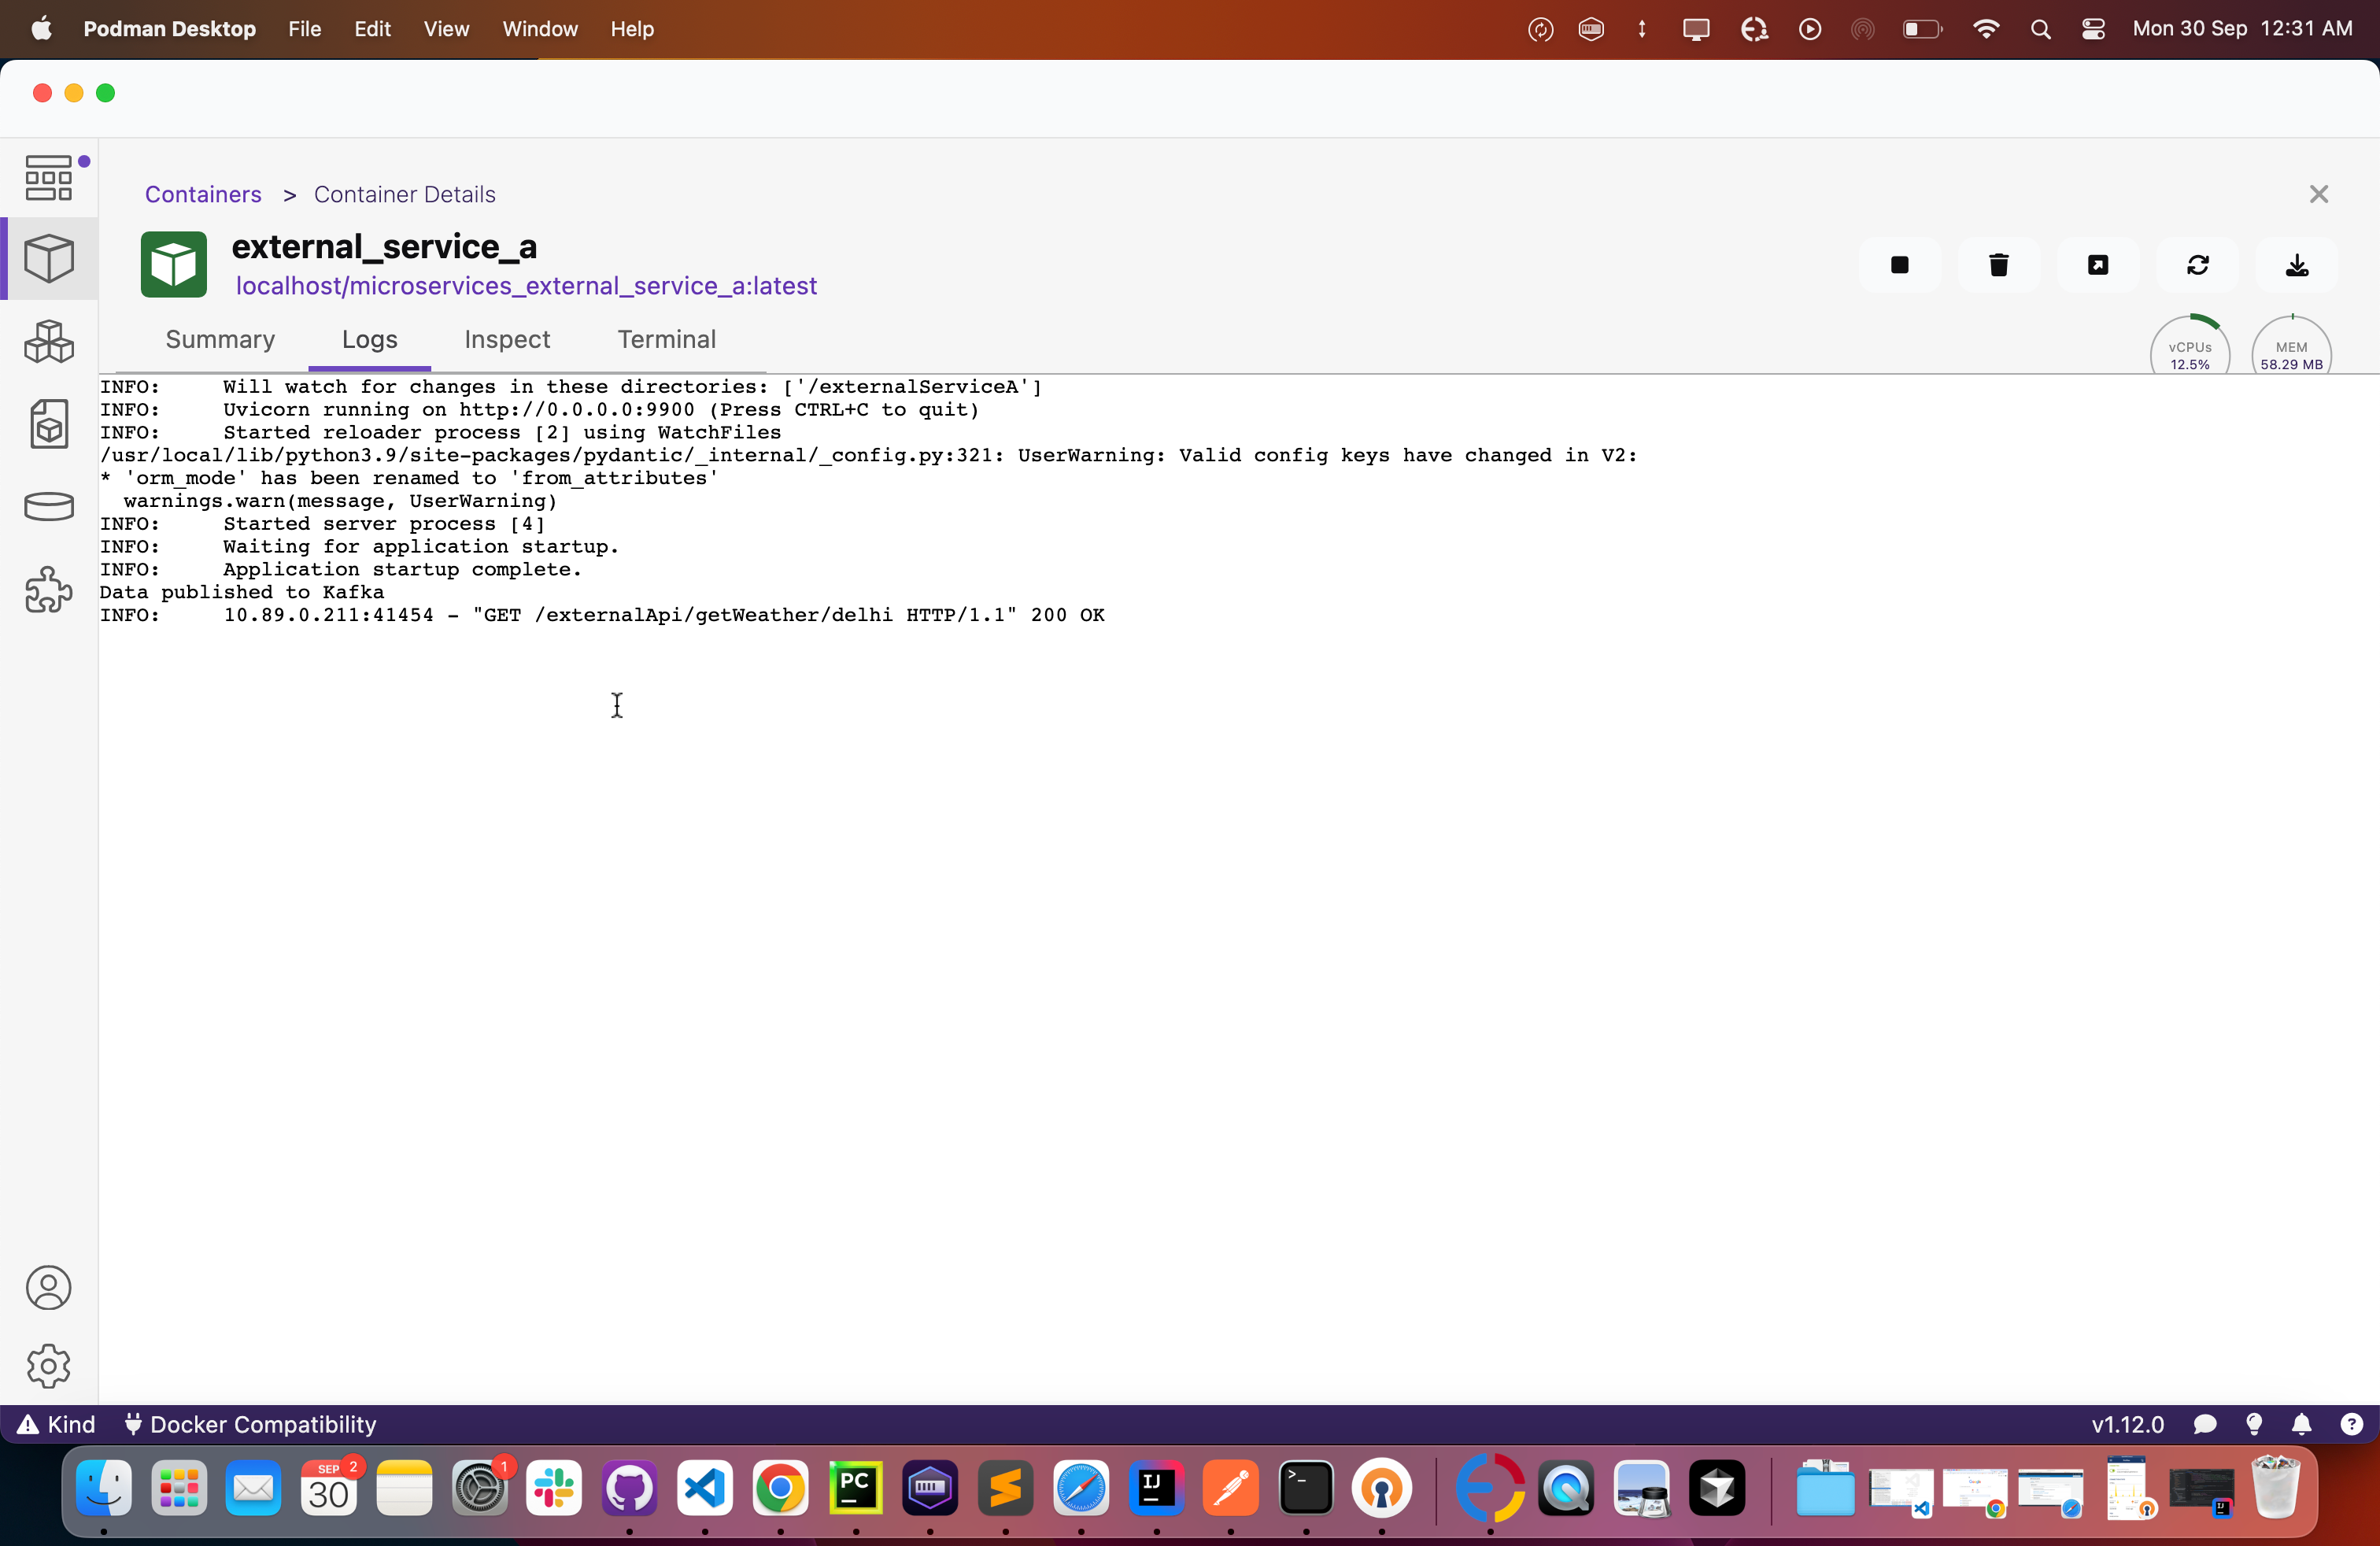 Podman Desktop File Edit View Window Help Mon 30 Sep 12:31 AM
Containers > Container Details
external_service_a
localhost/microservices_external_service_a:latest
Summary Logs Inspect Terminal
vCPUs
12.5%
MEM
58.29 MB
INFO:     Will watch for changes in these directories: ['/externalServiceA']
INFO:     Uvicorn running on http://0.0.0.0:9900 (Press CTRL+C to quit)
INFO:     Started reloader process [2] using WatchFiles
/usr/local/lib/python3.9/site-packages/pydantic/_internal/_config.py:321: UserWarning: Valid config keys have changed in V2:
* 'orm_mode' has been renamed to 'from_attributes'
  warnings.warn(message, UserWarning)
INFO:     Started server process [4]
INFO:     Waiting for application startup.
INFO:     Application startup complete.
Data published to Kafka
INFO:     10.89.0.211:41454 - "GET /externalApi/getWeather/delhi HTTP/1.1" 200 OK
Kind Docker Compatibility v1.12.0
SEP 2
30
1
PC
IJ
>_